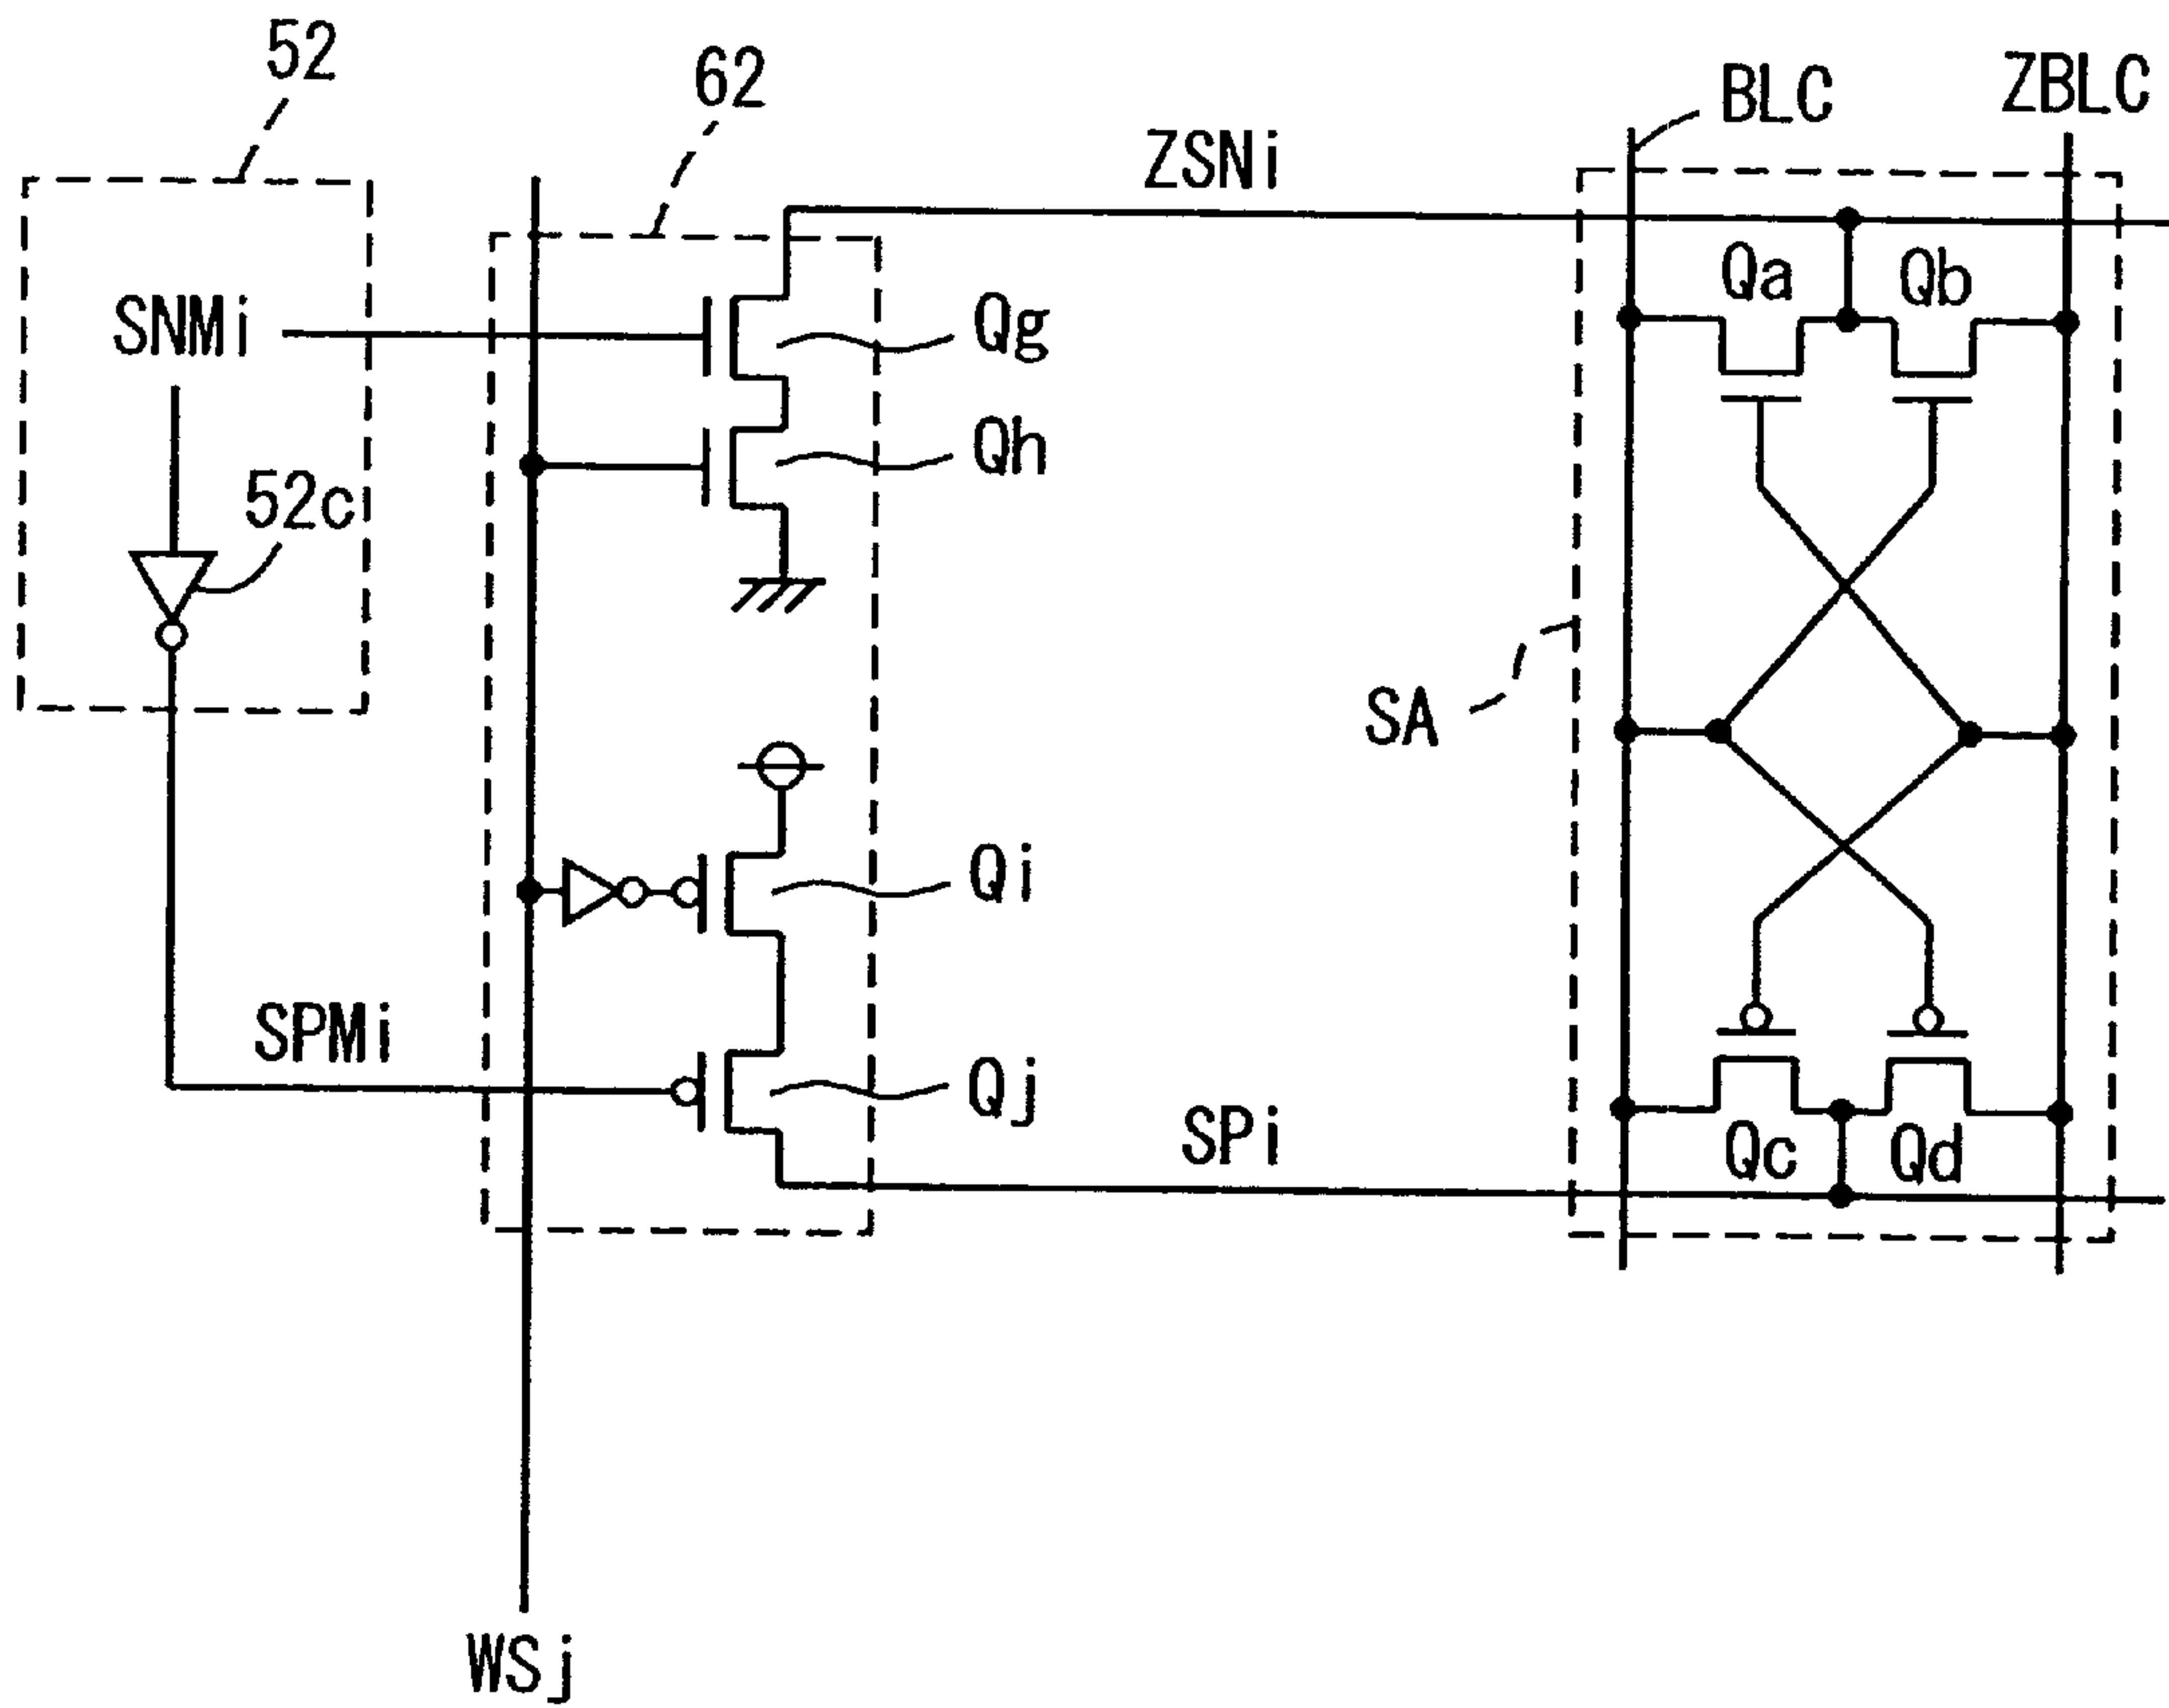 52
62
BLC
ZBLC
ZSNi
Qa
Qb
SNMi
Qg
Qh
52c
SA
Qi
SPMi
Qj
SPi
Qc
Qd
WSj